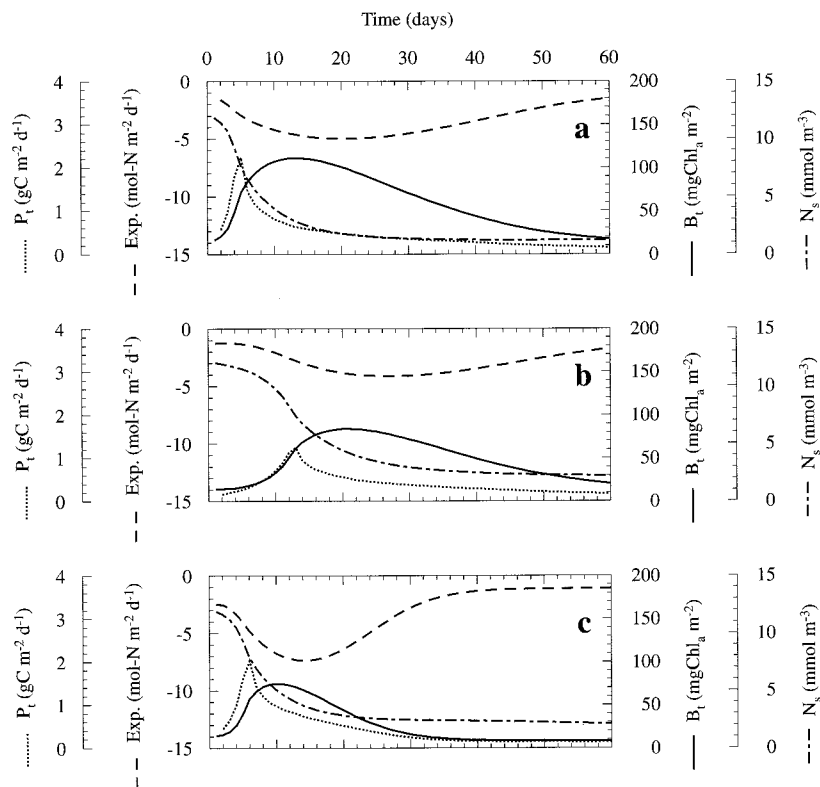 Time (days)
0 10 20 30 40 50 60
4 0 200 15
3 -5 150 10
2 -10 100 5
1 -15 50 0
0 0
P_t (gC m⁻² d⁻¹)
Exp. (mol-N m⁻² d⁻¹)
a
B_t (mgChl_a m⁻²)
N_s (mmol m⁻³)
4 0 200 15
3 -5 150 10
2 -10 100 5
1 -15 50 0
0 0
P_t (gC m⁻² d⁻¹)
Exp. (mol-N m⁻² d⁻¹)
b
B_t (mgChl_a m⁻²)
N_s (mmol m⁻³)
4 0 200 15
3 -5 150 10
2 -10 100 5
1 -15 50 0
0 0
P_t (gC m⁻² d⁻¹)
Exp. (mol-N m⁻² d⁻¹)
c
B_t (mgChl_a m⁻²)
N_s (mmol m⁻³)